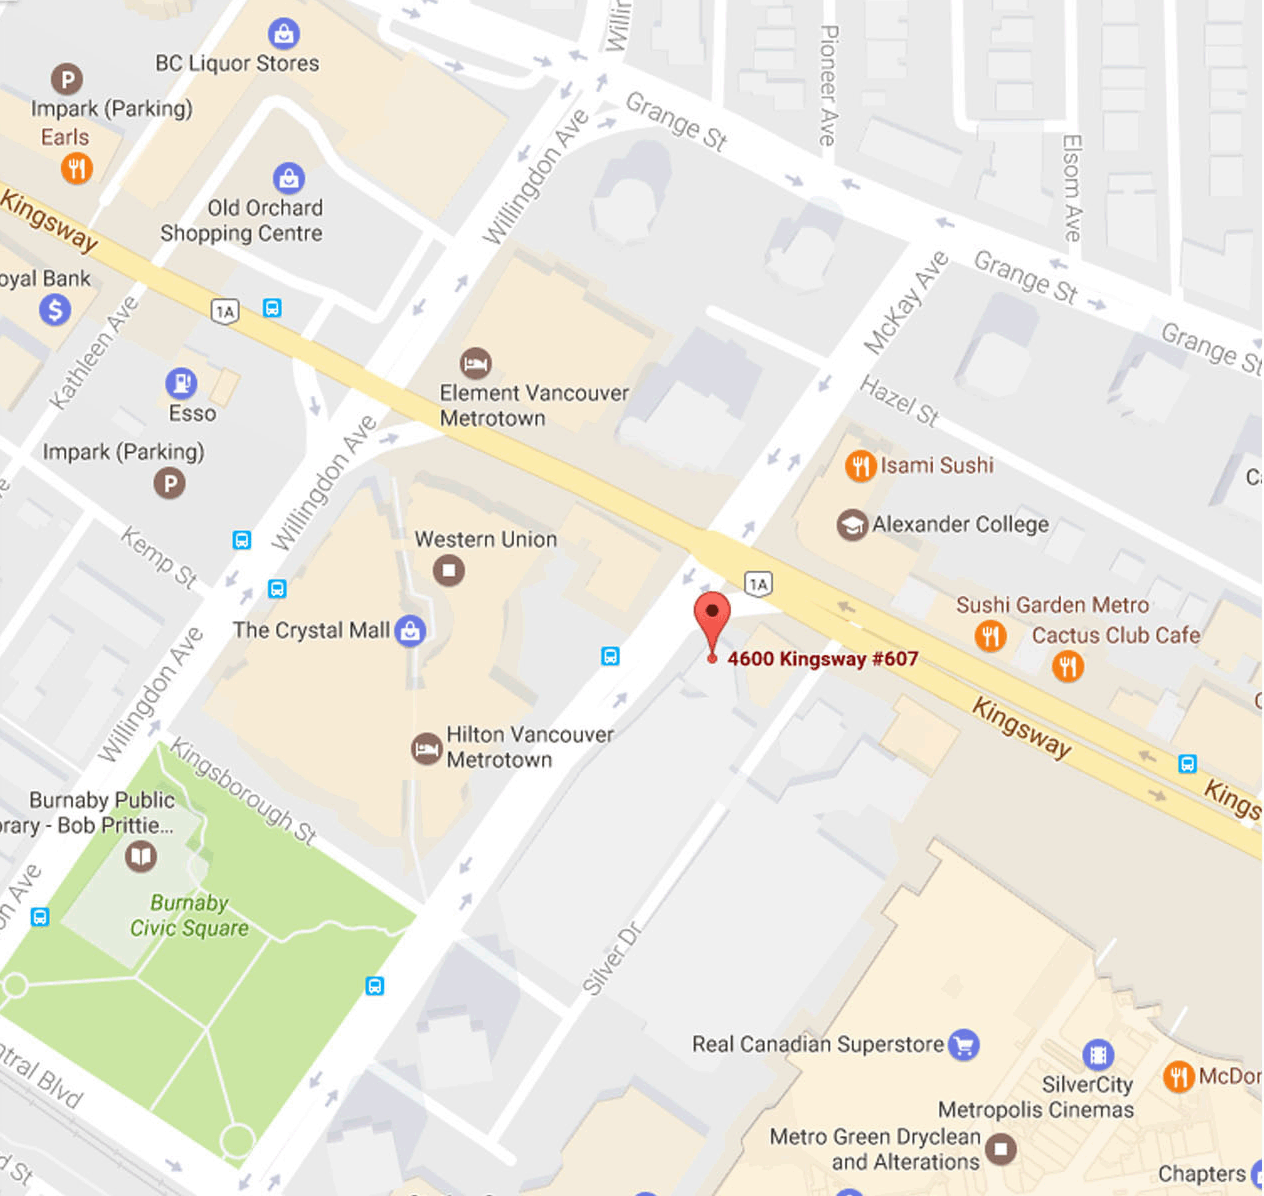 BC Liquor Stores
Impark (Parking)
Earls
Old Orchard
Shopping Centre
Kingsway
oyal Bank
1A
Kathleen Ave
Esso
Impark (Parking)
Kemp St
Willingdon Ave
Grange St
Pioneer Ave
Elsom Ave
Grange St
Grange St
McKay Ave
Hazel St
Element Vancouver
Metrotown
Willingdon Ave
Isami Sushi
Alexander College
Western Union
The Crystal Mall
1A
4600 Kingsway #607
Sushi Garden Metro
Cactus Club Cafe
Kingsway
Kings
Hilton Vancouver
Metrotown
Willingdon Ave
Kingsborough St
Burnaby Public
rary - Bob Prittie...
Burnaby
Civic Square
on Ave
Silver Dr
ntral Blvd
d St
Real Canadian Superstore
SilverCity
Metropolis Cinemas
McDon
Metro Green Dryclean
and Alterations
Chapters